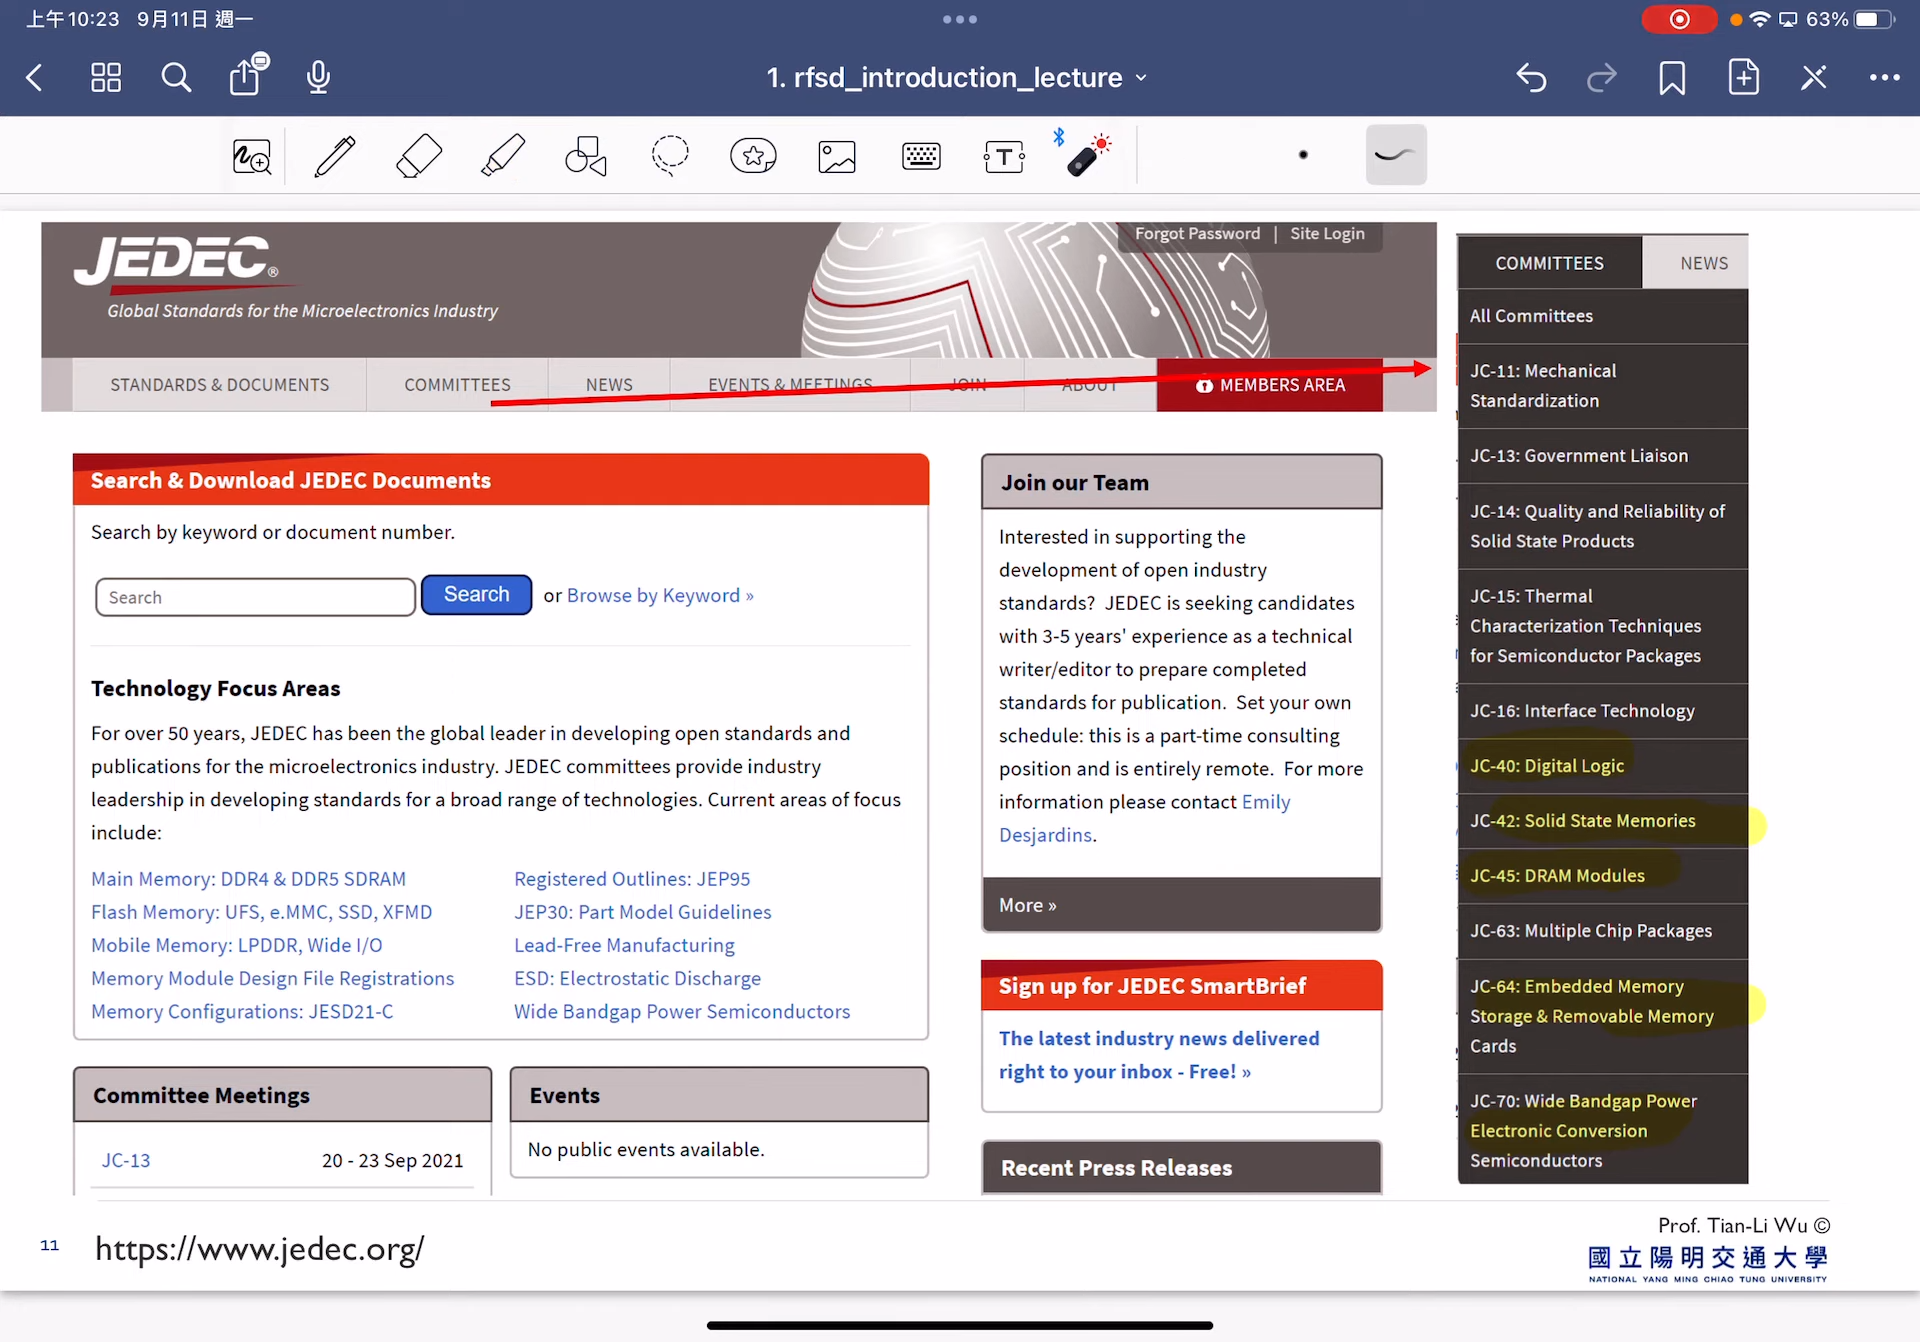 上午10:23 9月11日 週一
63%
1. rfsd_introduction_lecture
JEDEC®
Global Standards for the Microelectronics Industry
Forgot Password | Site Login
STANDARDS & DOCUMENTS
COMMITTEES
NEWS
EVENTS & MEETINGS
JOIN
ABOUT
MEMBERS AREA
Search & Download JEDEC Documents
Search by keyword or document number.
Search
Search
or Browse by Keyword »
Technology Focus Areas
For over 50 years, JEDEC has been the global leader in developing open standards and
publications for the microelectronics industry. JEDEC committees provide industry
leadership in developing standards for a broad range of technologies. Current areas of focus
include:
Main Memory: DDR4 & DDR5 SDRAM
Flash Memory: UFS, e.MMC, SSD, XFMD
Mobile Memory: LPDDR, Wide I/O
Memory Module Design File Registrations
Memory Configurations: JESD21-C
Registered Outlines: JEP95
JEP30: Part Model Guidelines
Lead-Free Manufacturing
ESD: Electrostatic Discharge
Wide Bandgap Power Semiconductors
Committee Meetings
JC-13 20 - 23 Sep 2021
Events
No public events available.
Join our Team
Interested in supporting the
development of open industry
standards? JEDEC is seeking candidates
with 3-5 years' experience as a technical
writer/editor to prepare completed
standards for publication. Set your own
schedule: this is a part-time consulting
position and is entirely remote. For more
information please contact Emily
Desjardins.
More »
Sign up for JEDEC SmartBrief
The latest industry news delivered
right to your inbox - Free! »
Recent Press Releases
COMMITTEES
NEWS
All Committees
JC-11: Mechanical
Standardization
JC-13: Government Liaison
JC-14: Quality and Reliability of
Solid State Products
JC-15: Thermal
Characterization Techniques
for Semiconductor Packages
JC-16: Interface Technology
JC-40: Digital Logic
JC-42: Solid State Memories
JC-45: DRAM Modules
JC-63: Multiple Chip Packages
JC-64: Embedded Memory
Storage & Removable Memory
Cards
JC-70: Wide Bandgap Power
Electronic Conversion
Semiconductors
11
https://www.jedec.org/
Prof. Tian-Li Wu ©
國立陽明交通大學
NATIONAL YANG MING CHIAO TUNG UNIVERSITY